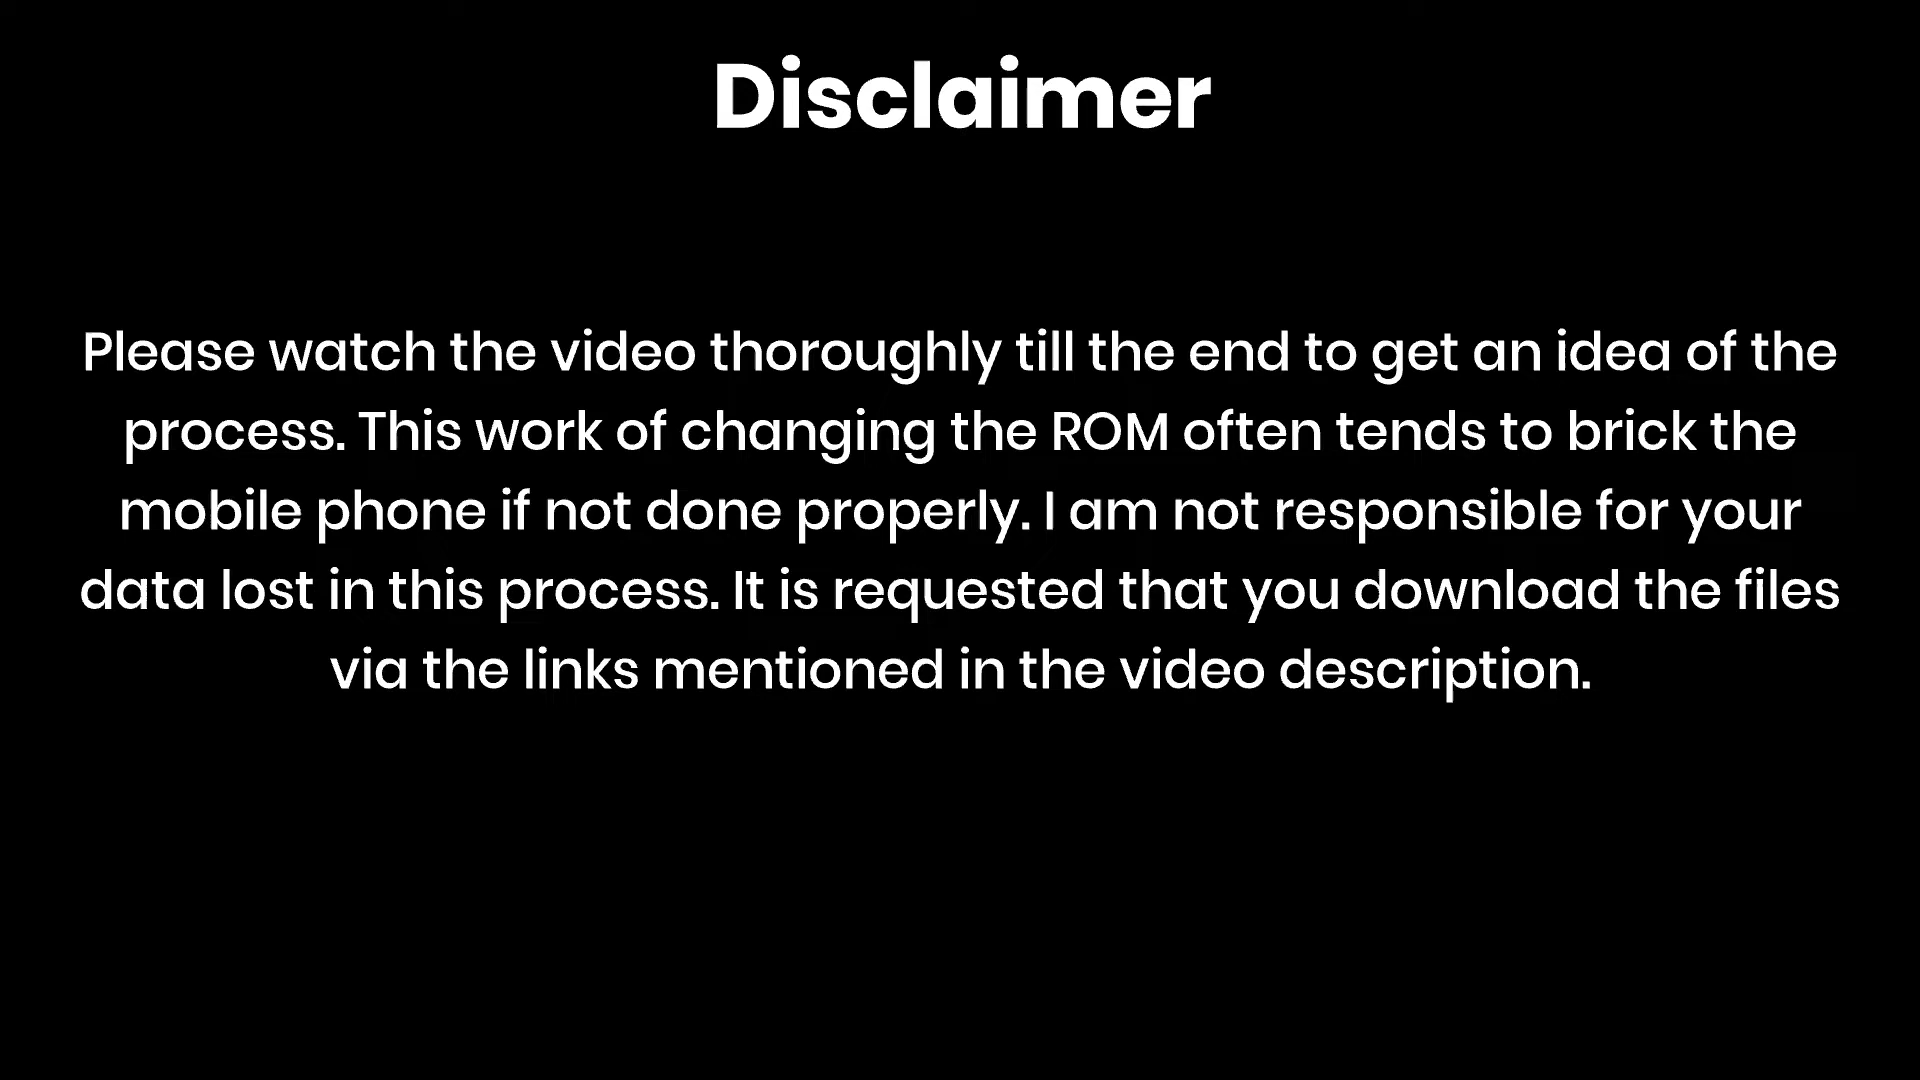 Disclaimer
Please watch the video thoroughly till the end to get an idea of the
process. This work of changing the ROM often tends to brick the
mobile phone if not done properly. I am not responsible for your
data lost in this process. It is requested that you download the files
via the links mentioned in the video description.